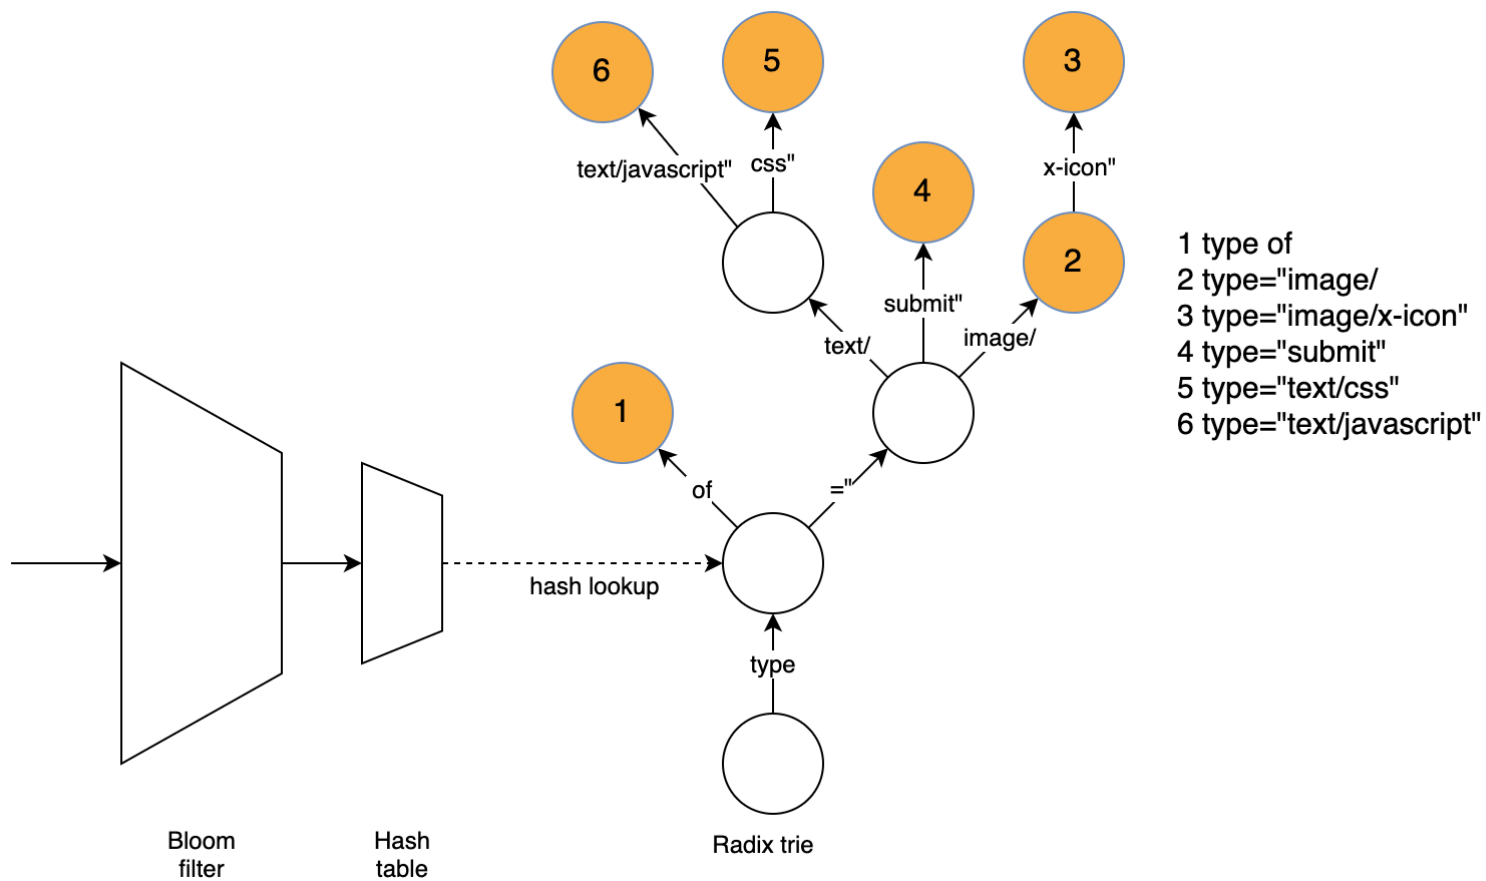 6
5
3
text/javascript"
css"
x-icon"
4
2
submit"
text/
image/
1
of
="
hash lookup
type
1 type of
2 type="image/
3 type="image/x-icon"
4 type="submit"
5 type="text/css"
6 type="text/javascript"
Bloom
filter
Hash
table
Radix trie